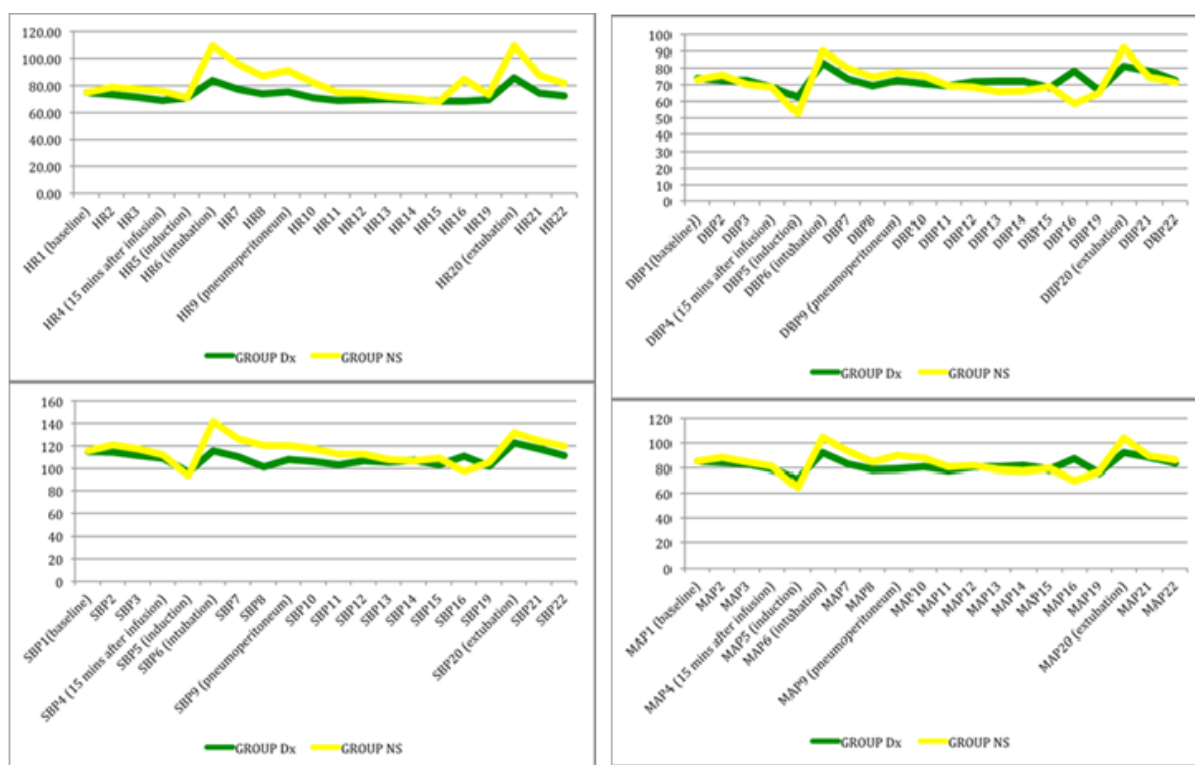 120.00
100.00
80.00
60.00
40.00
20.00
0.00
HR1 (baseline)
HR2
HR3
HR4 (15 mins after infusion)
HR5 (induction)
HR6 (intubation)
HR7
HR8
HR9 (pneumoperitoneum)
HR10
HR11
HR12
HR13
HR14
HR15
HR16
HR19
HR20 (extubation)
HR21
HR22
GROUP Dx GROUP NS
100
90
80
70
60
50
40
30
20
10
0
DBP1(baseline))
DBP2
DBP3
DBP4 (15 mins after infusion)
DBP5 (induction)
DBP6 (intubation)
DBP7
DBP8
DBP9 (pneumoperitoneum)
DBP10
DBP11
DBP12
DBP13
DBP14
DBP15
DBP16
DBP19
DBP20 (extubation)
DBP21
DBP22
GROUP Dx GROUP NS
160
140
120
100
80
60
40
20
0
SBP1(baseline)
SBP2
SBP3
SBP4 (15 mins after infusion)
SBP5 (induction)
SBP6 (intubation)
SBP7
SBP8
SBP9 (pneumoperitoneum)
SBP10
SBP11
SBP12
SBP13
SBP14
SBP15
SBP16
SBP19
SBP20 (extubation)
SBP21
SBP22
GROUP Dx GROUP NS
120
100
80
60
40
20
0
MAP1 (baseline)
MAP2
MAP3
MAP4 (15 mins after infusion)
MAP5 (induction)
MAP6 (intubation)
MAP7
MAP8
MAP9 (pneumoperitoneum)
MAP10
MAP11
MAP12
MAP13
MAP14
MAP15
MAP16
MAP19
MAP20 (extubation)
MAP21
MAP22
GROUP Dx GROUP NS